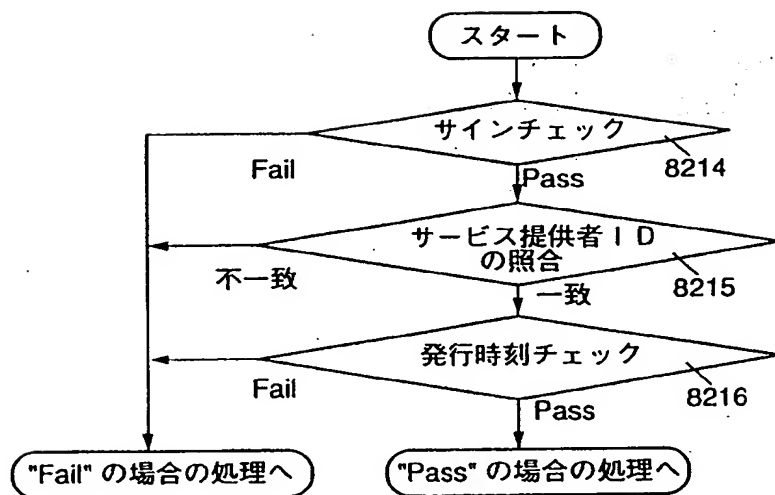 スタート
サインチェック
8214
Fail
Pass
サービス提供者ID
の照合
8215
不一致
一致
発行時刻チェック
8216
Fail
Pass
"Fail" の場合の処理へ
"Pass" の場合の処理へ